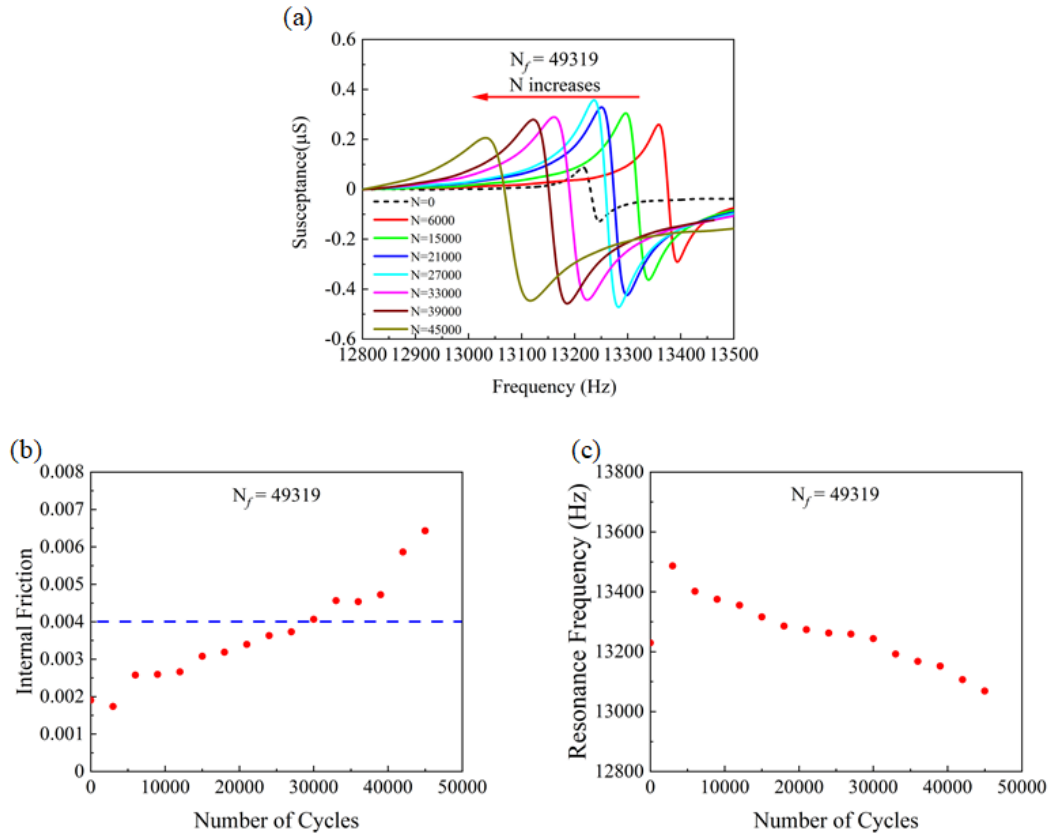 (a)
0.6
0.4
0.2
0
-0.2
-0.4
-0.6
Susceptance(μS)
N_f = 49319
N increases
N=0
N=6000
N=15000
N=21000
N=27000
N=33000
N=39000
N=45000
12800 12900 13000 13100 13200 13300 13400 13500
Frequency (Hz)
(b)
0.008
0.007
0.006
0.005
0.004
0.003
0.002
0.001
0
Internal Friction
N_f = 49319
0 10000 20000 30000 40000 50000
Number of Cycles
(c)
13800
13600
13400
13200
13000
12800
Resonance Frequency (Hz)
N_f = 49319
0 10000 20000 30000 40000 50000
Number of Cycles